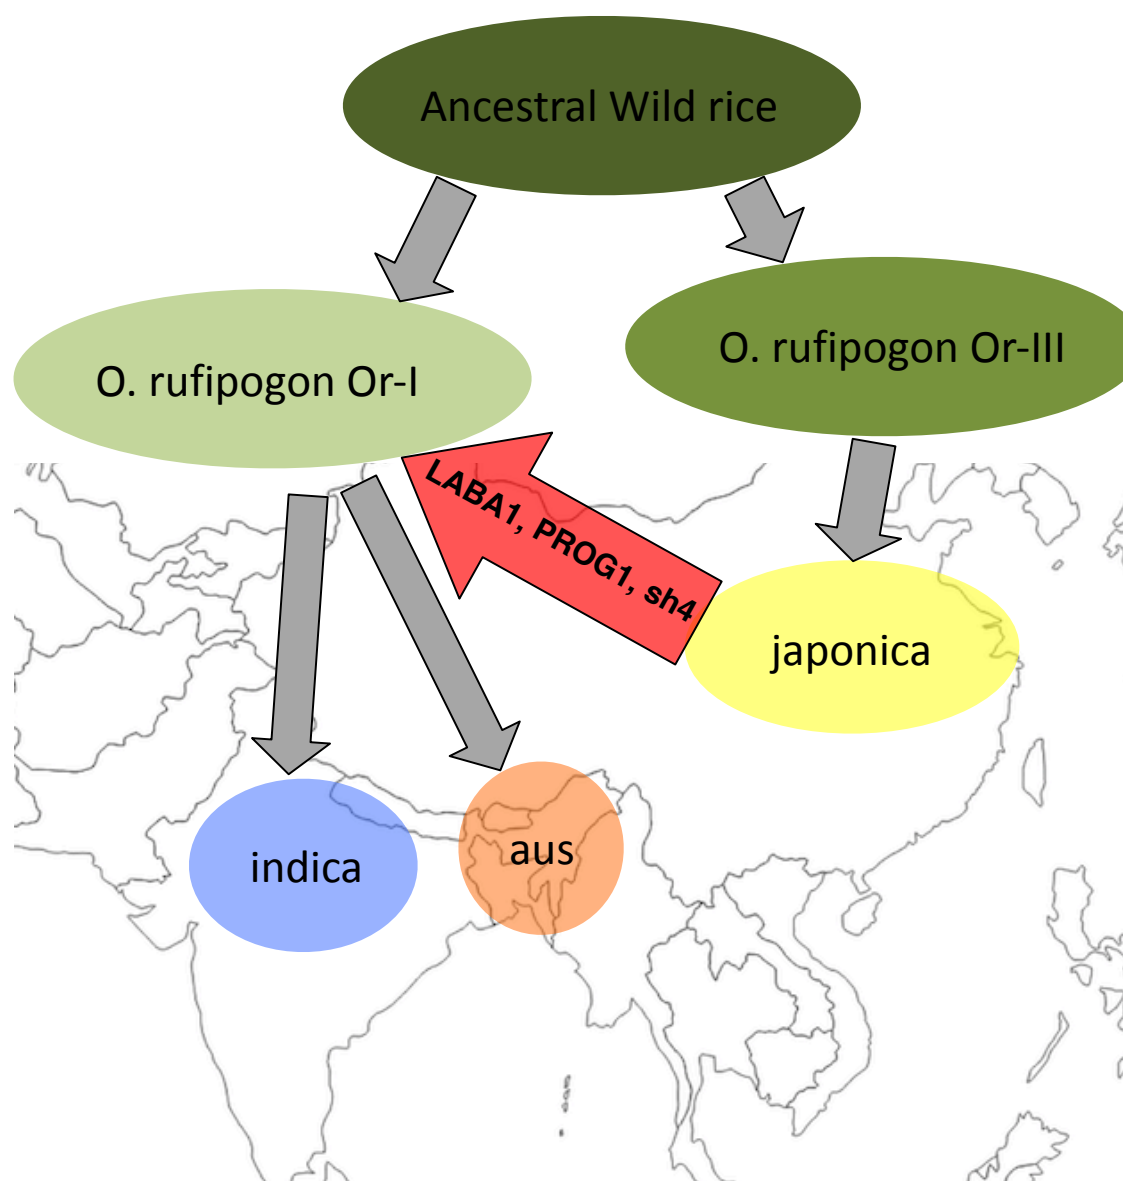 Ancestral Wild rice
O. rufipogon Or-I
O. rufipogon Or-III
LABA1, PROG1, sh4
japonica
indica
aus